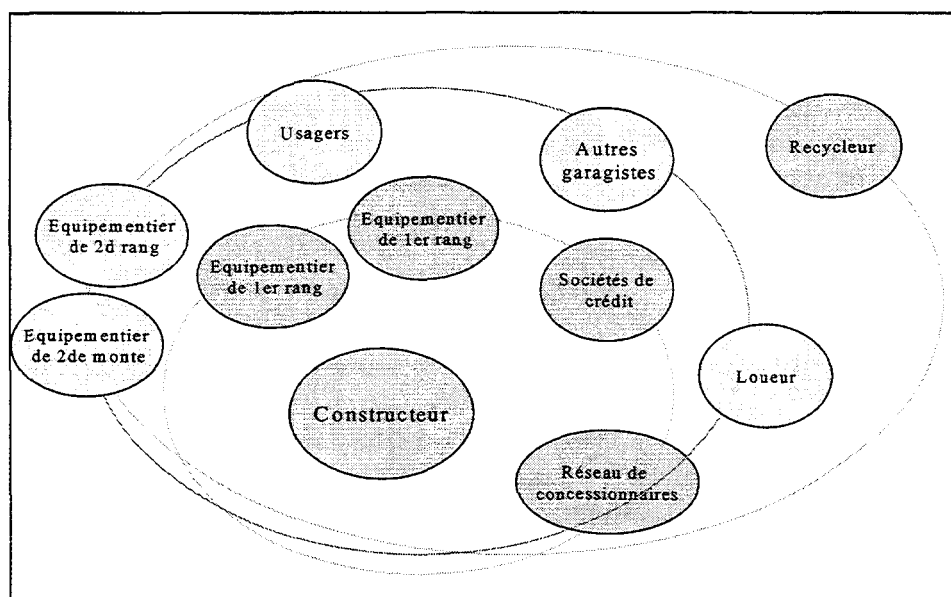 Usagers
Autres
garagistes
Recycleur
Equipementier
de 2d rang
Equipementier
de 1er rang
Equipementier
de 1er rang
Sociétés de
crédit
Equipementier
de 2de monte
Loueur
Constructeur
Réseau de
concessionnaires